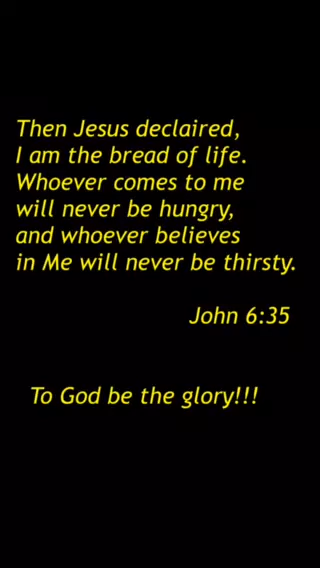 Then Jesus declaired,
I am the bread of life.
Whoever comes to me
will never be hungry,
and whoever believes
in Me will never be thirsty.
John 6:35
To God be the glory!!!